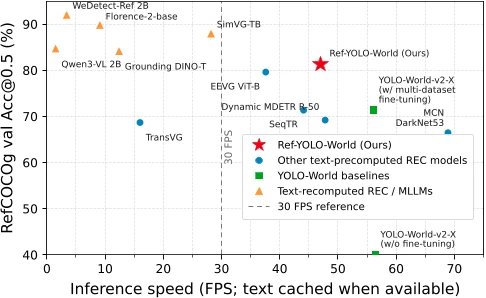 RefCOCOg val Acc@0.5 (%)
90
80
70
60
50
40
WeDetect-Ref 2B
Florence-2-base
SimVG-TB
Qwen3-VL 2B
Grounding DINO-T
Ref-YOLO-World (Ours)
EEVG ViT-B
YOLO-World-v2-X
(w/ multi-dataset
fine-tuning)
Dynamic MDETR R-50
SeqTR
MCN
DarkNet53
TransVG
30 FPS
Ref-YOLO-World (Ours)
Other text-precomputed REC models
YOLO-World baselines
Text-recomputed REC / MLLMs
30 FPS reference
YOLO-World-v2-X
(w/o fine-tuning)
0
10
20
30
40
50
60
70
Inference speed (FPS; text cached when available)